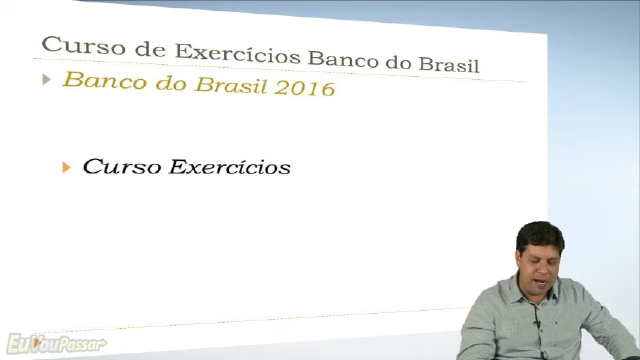 Curso de Exercícios Banco do Brasil
Banco do Brasil 2016
Curso Exercícios
EuVouPassar